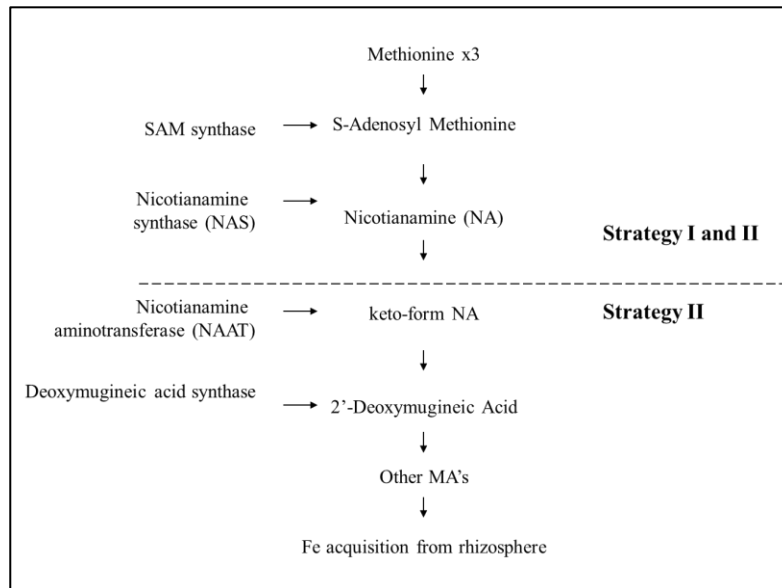 Methionine x3
SAM synthase
S-Adenosyl Methionine
Nicotianamine
synthase (NAS)
Nicotianamine (NA)
Strategy I and II
Nicotianamine
aminotransferase (NAAT)
keto-form NA
Strategy II
Deoxymugineic acid synthase
2’-Deoxymugineic Acid
Other MA’s
Fe acquisition from rhizosphere